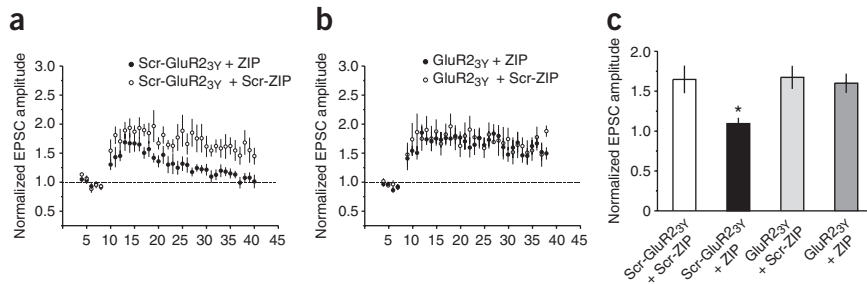 a
Scr-GluR23Y + ZIP
Scr-GluR23Y + Scr-ZIP
Normalized EPSC amplitude
3.0
2.5
2.0
1.5
1.0
0.5
5 10 15 20 25 30 35 40 45
b
GluR23Y + ZIP
GluR23Y + Scr-ZIP
Normalized EPSC amplitude
3.0
2.5
2.0
1.5
1.0
0.5
5 10 15 20 25 30 35 40 45
c
Normalized EPSC amplitude
2.0
1.5
1.0
0.5
0
*
Scr-GluR23Y
+ Scr-ZIP
Scr-GluR23Y
+ ZIP
GluR23Y
+ Scr-ZIP
GluR23Y
+ ZIP